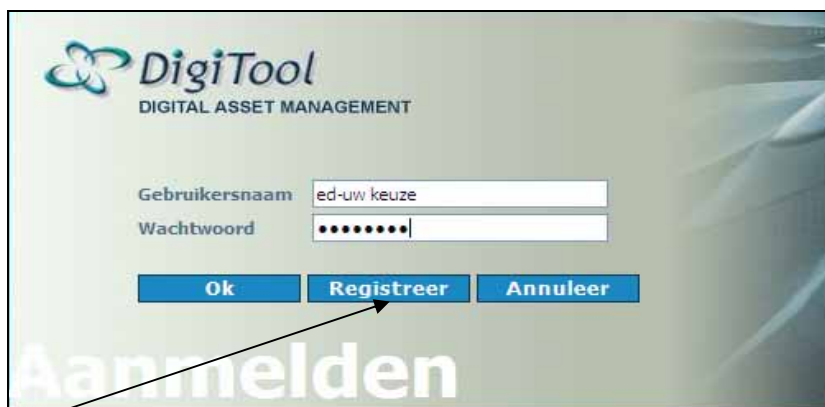 DigiTool
DIGITAL ASSET MANAGEMENT
Gebruikersnaam ed-uw keuze
Wachtwoord ••••••••
Ok Registreer Annuleer
Aanmelden